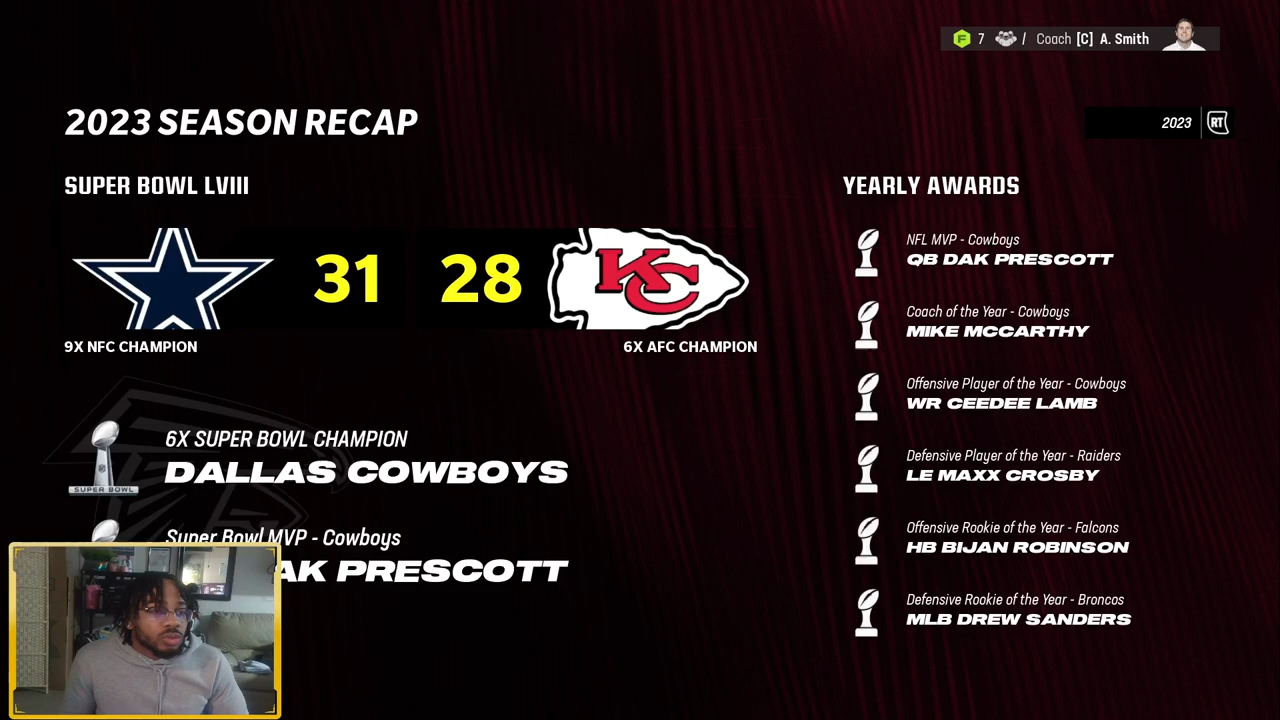 F 7 / Coach [C] A. Smith
2023 SEASON RECAP
2023 RT
SUPER BOWL LVIII
31 28 KC
9X NFC CHAMPION
6X AFC CHAMPION
6X SUPER BOWL CHAMPION
DALLAS COWBOYS
SUPER BOWL
Super Bowl MVP - Cowboys
AK PRESCOTT
YEARLY AWARDS
NFL MVP - Cowboys
QB DAK PRESCOTT
Coach of the Year - Cowboys
MIKE MCCARTHY
Offensive Player of the Year - Cowboys
WR CEEDEE LAMB
Defensive Player of the Year - Raiders
LE MAXX CROSBY
Offensive Rookie of the Year - Falcons
HB BIJAN ROBINSON
Defensive Rookie of the Year - Broncos
MLB DREW SANDERS